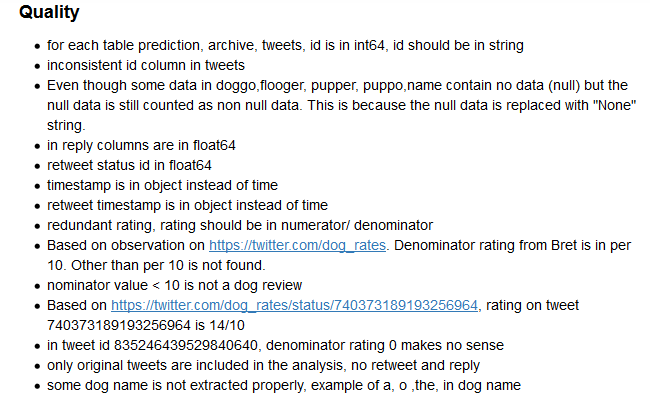 Quality
• for each table prediction, archive, tweets, id is in int64, id should be in string
• inconsistent id column in tweets
• Even though some data in doggo,flooger, pupper, puppo,name contain no data (null) but the
null data is still counted as non null data. This is because the null data is replaced with "None"
string.
• in reply columns are in float64
• retweet status id in float64
• timestamp is in object instead of time
• retweet timestamp is in object instead of time
• redundant rating, rating should be in numerator/ denominator
• Based on observation on https://twitter.com/dog_rates. Denominator rating from Bret is in per
10. Other than per 10 is not found.
• nominator value < 10 is not a dog review
• Based on https://twitter.com/dog_rates/status/740373189193256964, rating on tweet
740373189193256964 is 14/10
• in tweet id 835246439529840640, denominator rating 0 makes no sense
• only original tweets are included in the analysis, no retweet and reply
• some dog name is not extracted properly, example of a, o ,the, in dog name